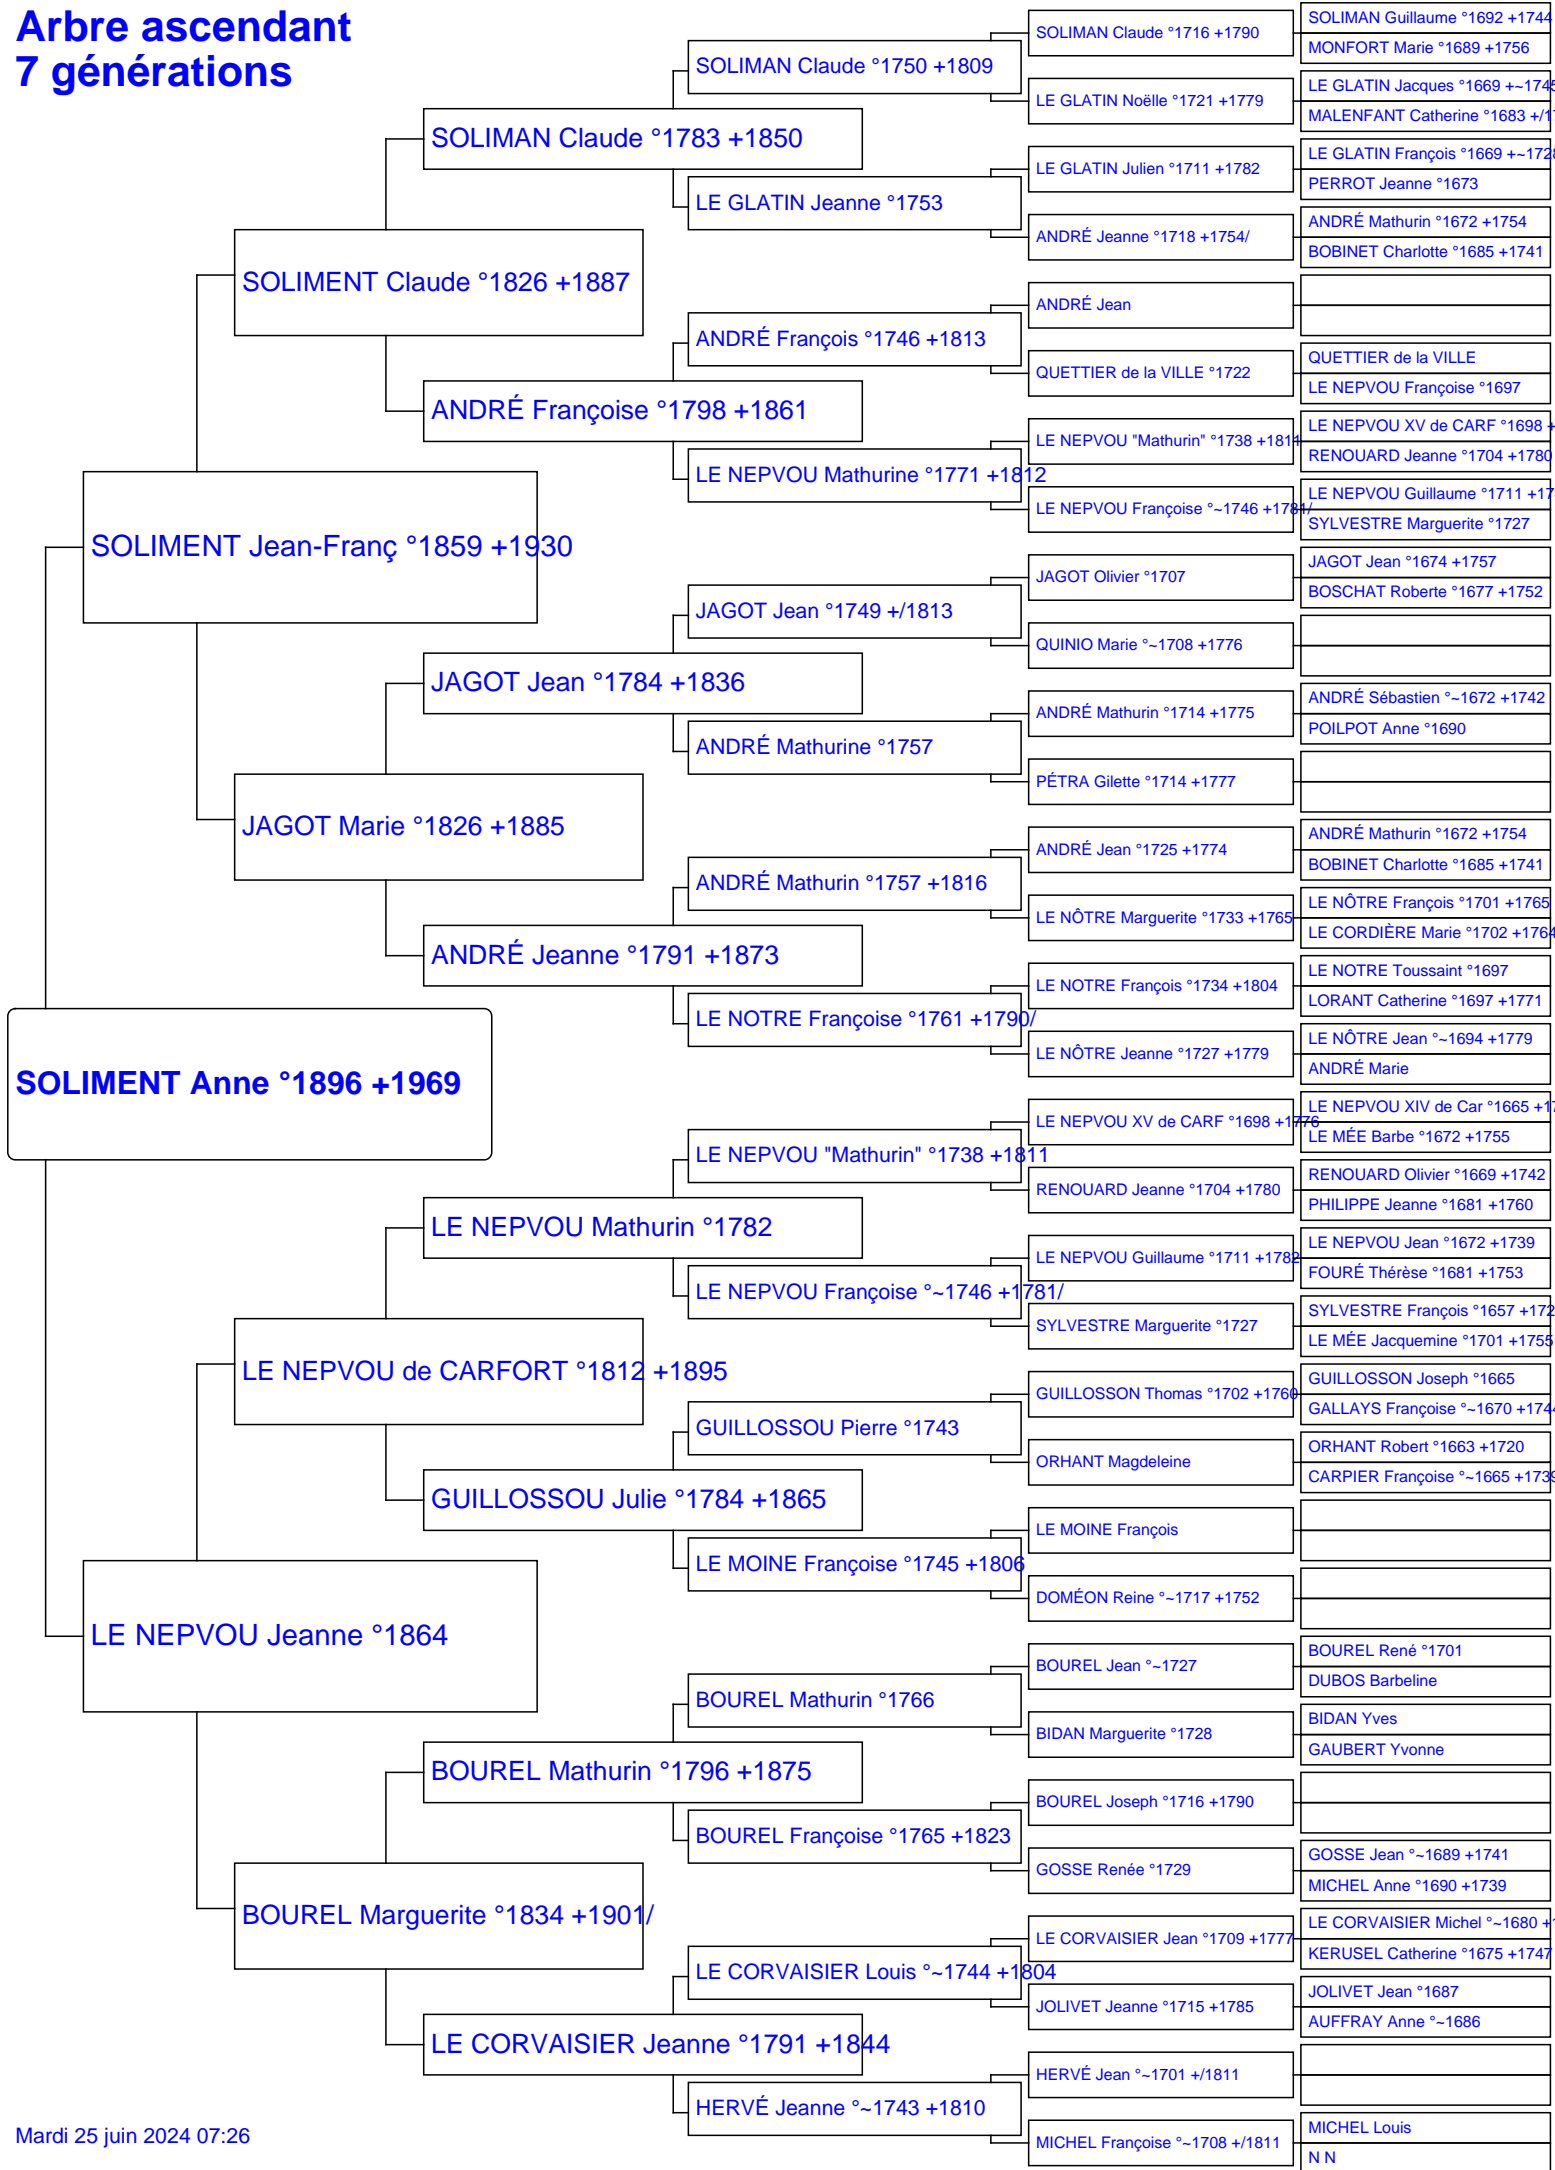 Arbre ascendant
7 générations
SOLIMENT Anne °1896 +1969
SOLIMENT Jean-Franç °1859 +1930
LE NEPVOU Jeanne °1864
SOLIMENT Claude °1826 +1887
JAGOT Marie °1826 +1885
LE NEPVOU de CARFORT °1812 +1895
BOUREL Marguerite °1834 +1901/
SOLIMAN Claude °1783 +1850
ANDRÉ Françoise °1798 +1861
JAGOT Jean °1784 +1836
ANDRÉ Jeanne °1791 +1873
LE NEPVOU Mathurin °1782
GUILLOSSOU Julie °1784 +1865
BOUREL Mathurin °1796 +1875
LE CORVAISIER Jeanne °1791 +1844
SOLIMAN Claude °1750 +1809
LE GLATIN Jeanne °1753
ANDRÉ François °1746 +1813
LE NEPVOU Mathurine °1771 +1812
JAGOT Jean °1749 +/1813
ANDRÉ Mathurine °1757
ANDRÉ Mathurin °1757 +1816
LE NOTRE Françoise °1761 +1790/
LE NEPVOU "Mathurin" °1738 +1811
LE NEPVOU Françoise °~1746 +1781/
GUILLOSSOU Pierre °1743
LE MOINE Françoise °1745 +1806
BOUREL Mathurin °1766
BOUREL Françoise °1765 +1823
LE CORVAISIER Louis °~1744 +1804
HERVÉ Jeanne °~1743 +1810
SOLIMAN Claude °1716 +1790
LE GLATIN Noëlle °1721 +1779
LE GLATIN Julien °1711 +1782
ANDRÉ Jeanne °1718 +1754/
ANDRÉ Jean
QUETTIER de la VILLE °1722
LE NEPVOU "Mathurin" °1738 +1811
LE NEPVOU Françoise °~1746 +1781/
JAGOT Olivier °1707
QUINIO Marie °~1708 +1776
ANDRÉ Mathurin °1714 +1775
PÉTRA Gilette °1714 +1777
ANDRÉ Jean °1725 +1774
LE NÔTRE Marguerite °1733 +1765
LE NOTRE François °1734 +1804
LE NÔTRE Jeanne °1727 +1779
LE NEPVOU XV de CARF °1698 +1776
RENOUARD Jeanne °1704 +1780
LE NEPVOU Guillaume °1711 +1782
SYLVESTRE Marguerite °1727
GUILLOSSON Thomas °1702 +1760
ORHANT Magdeleine
LE MOINE François
DOMÉON Reine °~1717 +1752
BOUREL Jean °~1727
BIDAN Marguerite °1728
BOUREL Joseph °1716 +1790
GOSSE Renée °1729
LE CORVAISIER Jean °1709 +1777
JOLIVET Jeanne °1715 +1785
HERVÉ Jean °~1701 +/1811
MICHEL Françoise °~1708 +/1811
SOLIMAN Guillaume °1692 +1744
MONFORT Marie °1689 +1756
LE GLATIN Jacques °1669 +~1745
MALENFANT Catherine °1683
LE GLATIN François °1669 +~1728
PERROT Jeanne °1673
ANDRÉ Mathurin °1672 +1754
BOBINET Charlotte °1685 +1741
QUETTIER de la VILLE
LE NEPVOU Françoise °1697
LE NEPVOU XV de CARF °1698
RENOUARD Jeanne °1704 +1780
LE NEPVOU Guillaume °1711
SYLVESTRE Marguerite °1727
JAGOT Jean °1674 +1757
BOSCHAT Roberte °1677 +1752
ANDRÉ Sébastien °~1672 +1742
POILPOT Anne °1690
ANDRÉ Mathurin °1672 +1754
BOBINET Charlotte °1685 +1741
LE NÔTRE François °1701 +1765
LE CORDIÈRE Marie °1702 +1764
LE NOTRE Toussaint °1697
LORANT Catherine °1697 +1771
LE NÔTRE Jean °~1694 +1779
ANDRÉ Marie
LE NEPVOU XIV de Car °1665
LE MÉE Barbe °1672 +1755
RENOUARD Olivier °1669 +1742
PHILIPPE Jeanne °1681 +1760
LE NEPVOU Jean °1672 +1739
FOURÉ Thérèse °1681 +1753
SYLVESTRE François °1657
LE MÉE Jacquemine °1701 +1755
GUILLOSSON Joseph °1665
GALLAYS Françoise °~1670 +1744
ORHANT Robert °1663 +1720
CARPIER Françoise °~1665 +1739
BOUREL René °1701
DUBOS Barbeline
BIDAN Yves
GAUBERT Yvonne
GOSSE Jean °~1689 +1741
MICHEL Anne °1690 +1739
LE CORVAISIER Michel °~1680
KERUSEL Catherine °1675 +1747
JOLIVET Jean °1687
AUFFRAY Anne °~1686
MICHEL Louis
N N
Mardi 25 juin 2024 07:26